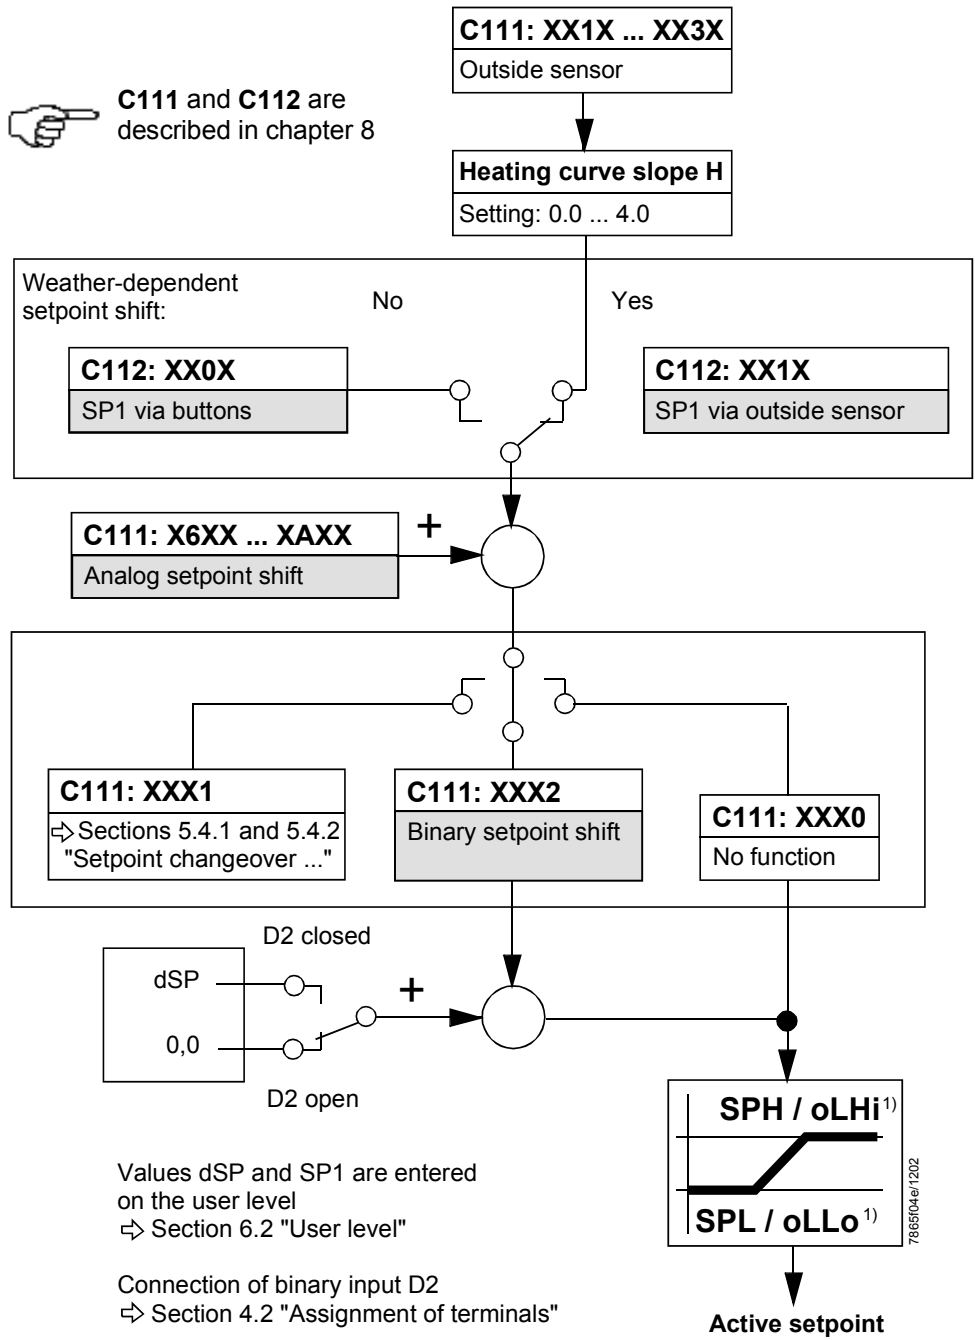 C111: XX1X ... XX3X
Outside sensor
C111 and C112 are
described in chapter 8
Heating curve slope H
Setting: 0.0 ... 4.0
Weather-dependent
setpoint shift:
No
Yes
C112: XX0X
SP1 via buttons
C112: XX1X
SP1 via outside sensor
C111: X6XX ... XAXX
Analog setpoint shift
+
C111: XXX1
⇨ Sections 5.4.1 and 5.4.2
"Setpoint changeover ..."
C111: XXX2
Binary setpoint shift
C111: XXX0
No function
D2 closed
dSP
+
0,0
D2 open
SPH / oLHi 1)
SPL / oLLo 1)
7865f04e/1202
Values dSP and SP1 are entered
on the user level
⇨ Section 6.2 "User level"
Connection of binary input D2
⇨ Section 4.2 "Assignment of terminals"
Active setpoint